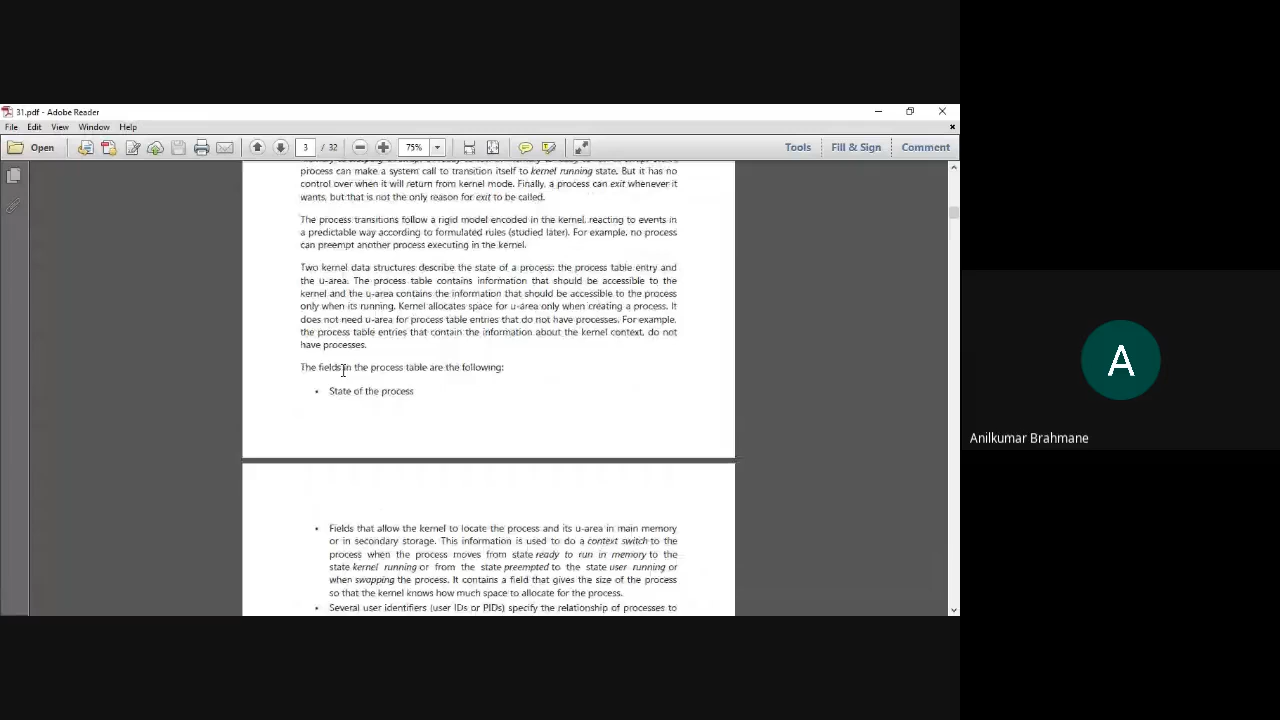 31.pdf - Adobe Reader
File Edit View Window Help
Open 3 / 32 75% Tools Fill & Sign Comment
process can make a system call to transition itself to kernel running state. But it has no
control over when it will return from kernel mode. Finally, a process can exit whenever it
wants, but that is not the only reason for exit to be called.
The process transitions follow a rigid model encoded in the kernel, reacting to events in
a predictable way according to formulated rules (studied later). For example, no process
can preempt another process executing in the kernel.
Two kernel data structures describe the state of a process: the process table entry and
the u-area. The process table contains information that should be accessible to the
kernel and the u-area contains the information that should be accessible to the process
only when its running. Kernel allocates space for u-area only when creating a process. It
does not need u-area for process table entries that do not have processes. For example,
the process table entries that contain the information about the kernel context, do not
have processes.
The fields in the process table are the following:
• State of the process
• Fields that allow the kernel to locate the process and its u-area in main memory
or in secondary storage. This information is used to do a context switch to the
process when the process moves from state ready to run in memory to the
state kernel running or from the state preempted to the state user running or
when swapping the process. It contains a field that gives the size of the process
so that the kernel knows how much space to allocate for the process.
• Several user identifiers (user IDs or PIDs) specify the relationship of processes to
A
Anilkumar Brahmane